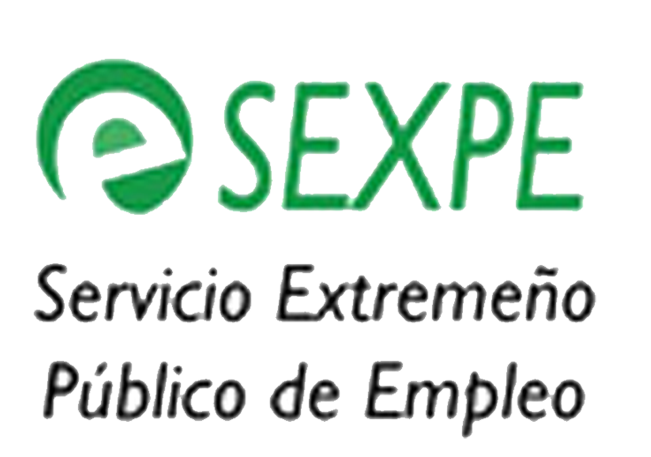 SEXPE
Servicio Extremeño
Público de Empleo